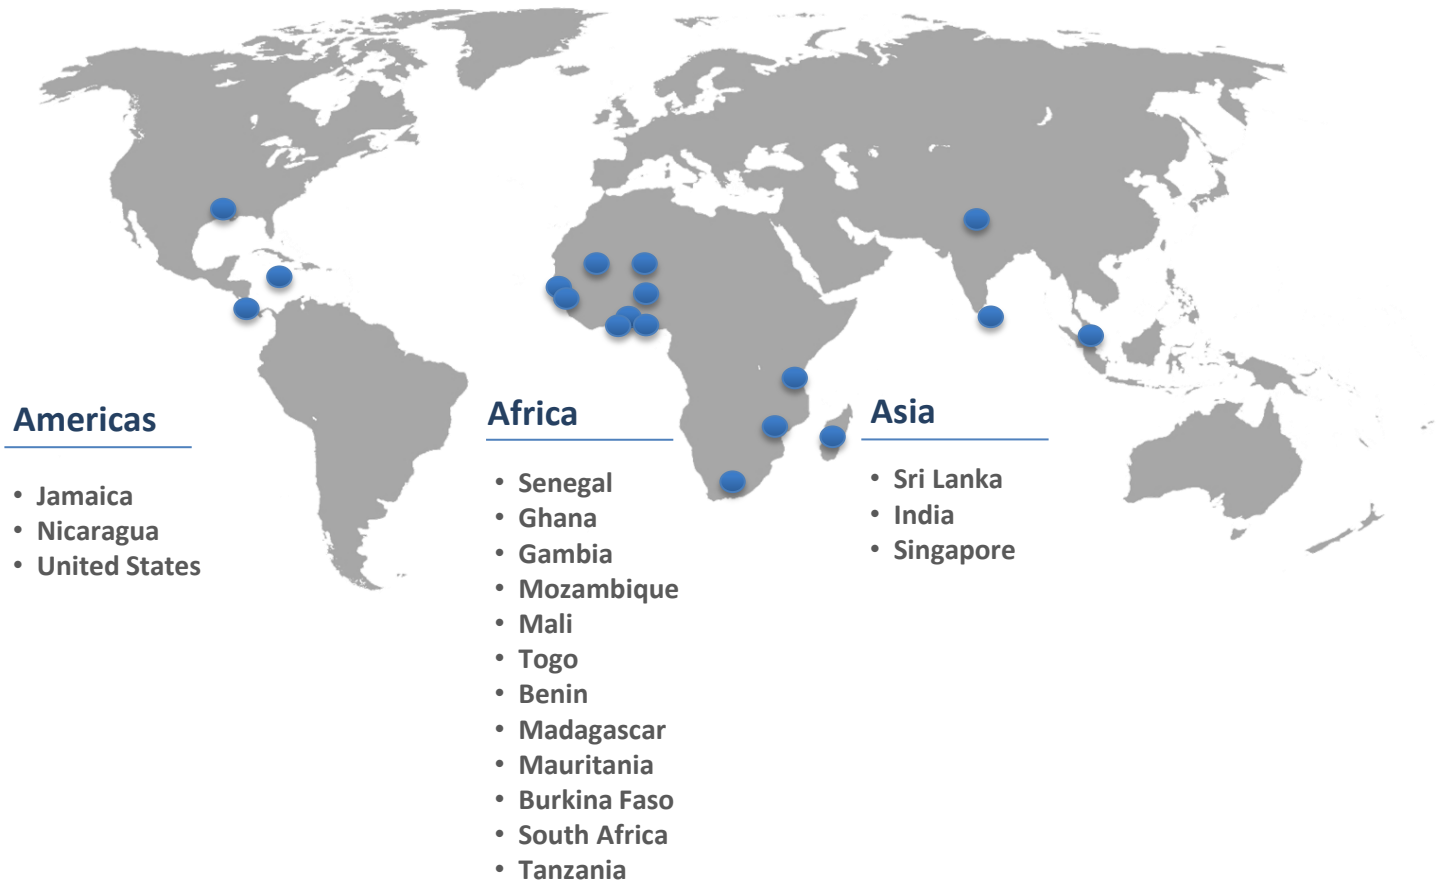 Americas
• Jamaica
• Nicaragua
• United States
Africa
• Senegal
• Ghana
• Gambia
• Mozambique
• Mali
• Togo
• Benin
• Madagascar
• Mauritania
• Burkina Faso
• South Africa
• Tanzania
Asia
• Sri Lanka
• India
• Singapore